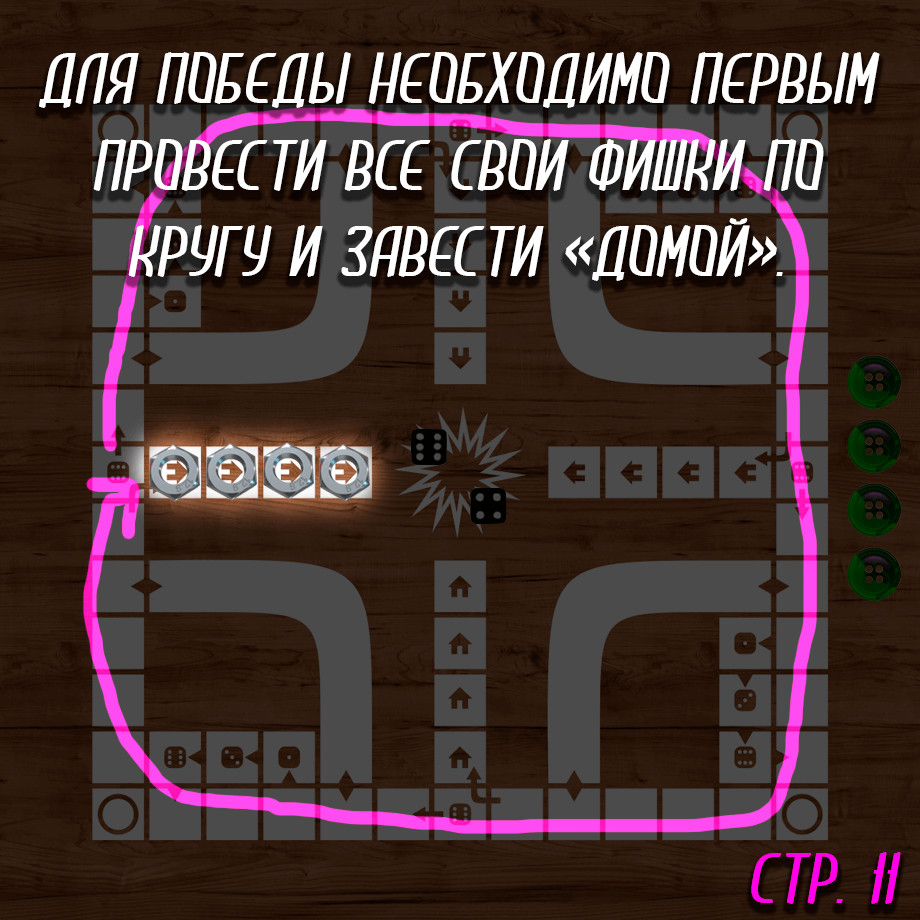 ДЛЯ ПОБЕДЫ НЕОБХОДИМО ПЕРВЫМ
ПРОВЕСТИ ВСЕ СВОИ ФИШКИ ПО
КРУГУ И ЗАВЕСТИ «ДОМОЙ».
СТР. 11